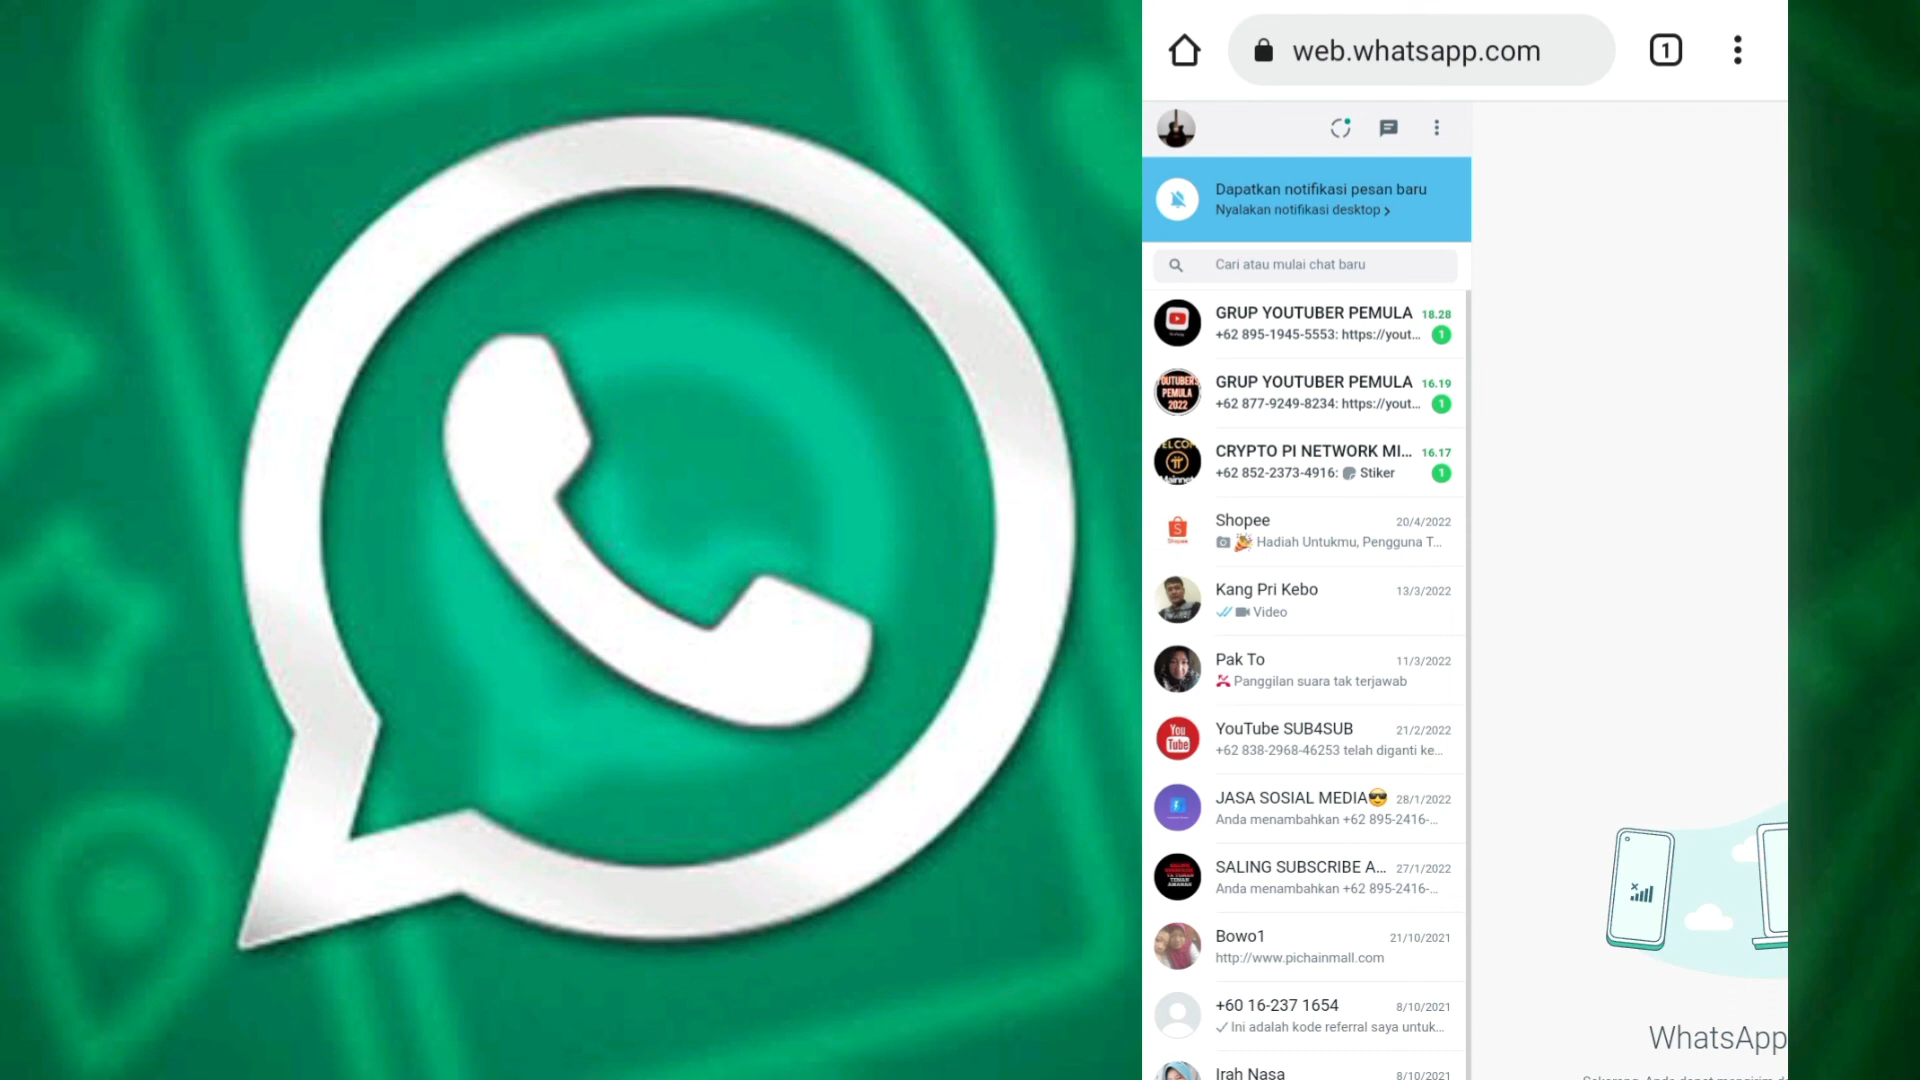 web.whatsapp.com
1
Dapatkan notifikasi pesan baru
Nyalakan notifikasi desktop >
Cari atau mulai chat baru
GRUP YOUTUBER PEMULA 18.28
+62 895-1945-5553: https://yout... 1
YOUTUBERS
PEMULA
2022
GRUP YOUTUBER PEMULA 16.19
+62 877-9249-8234: https://yout... 1
CRYPTO PI NETWORK MI... 16.17
+62 852-2373-4916: Stiker 1
Mainnet
Shopee
Shopee 20/4/2022
🎉 Hadiah Untukmu, Pengguna T...
Kang Pri Kebo 13/3/2022
Video
Pak To 11/3/2022
Panggilan suara tak terjawab
You
Tube
YouTube SUB4SUB 21/2/2022
+62 838-2968-46253 telah diganti ke...
JASA SOSIAL MEDIA😎 28/1/2022
Anda menambahkan +62 895-2416-...
SALING SUBSCRIBE A... 27/1/2022
Anda menambahkan +62 895-2416-...
Bowo1 21/10/2021
http://www.pichainmall.com
+60 16-237 1654 8/10/2021
Ini adalah kode referral saya untuk...
Irah Nasa 8/10/2021
WhatsApp